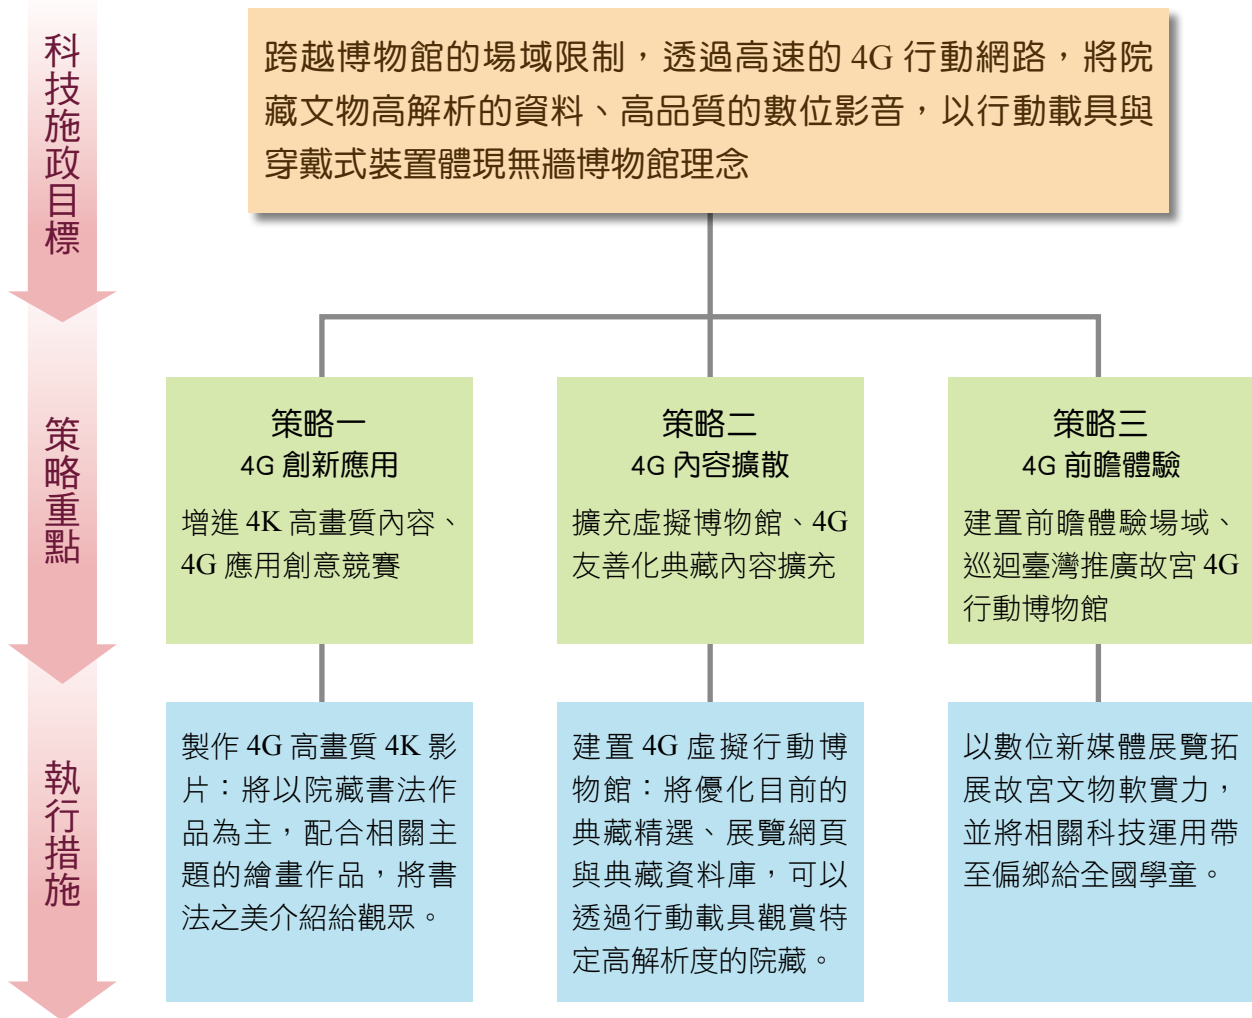 科技施政目標
跨越博物館的場域限制，透過高速的 4G 行動網路，將院
藏文物高解析的資料、高品質的數位影音，以行動載具與
穿戴式裝置體現無牆博物館理念
策略重點
策略一
4G 創新應用
增進 4K 高畫質內容、
4G 應用創意競賽
策略二
4G 內容擴散
擴充虛擬博物館、4G
友善化典藏內容擴充
策略三
4G 前瞻體驗
建置前瞻體驗場域、
巡迴臺灣推廣故宮 4G
行動博物館
執行措施
製作 4G 高畫質 4K 影
片：將以院藏書法作
品為主，配合相關主
題的繪畫作品，將書
法之美介紹給觀眾。
建置 4G 虛擬行動博
物館：將優化目前的
典藏精選、展覽網頁
與典藏資料庫，可以
透過行動載具觀賞特
定高解析度的院藏。
以數位新媒體展覽拓
展故宮文物軟實力，
並將相關科技運用帶
至偏鄉給全國學童。